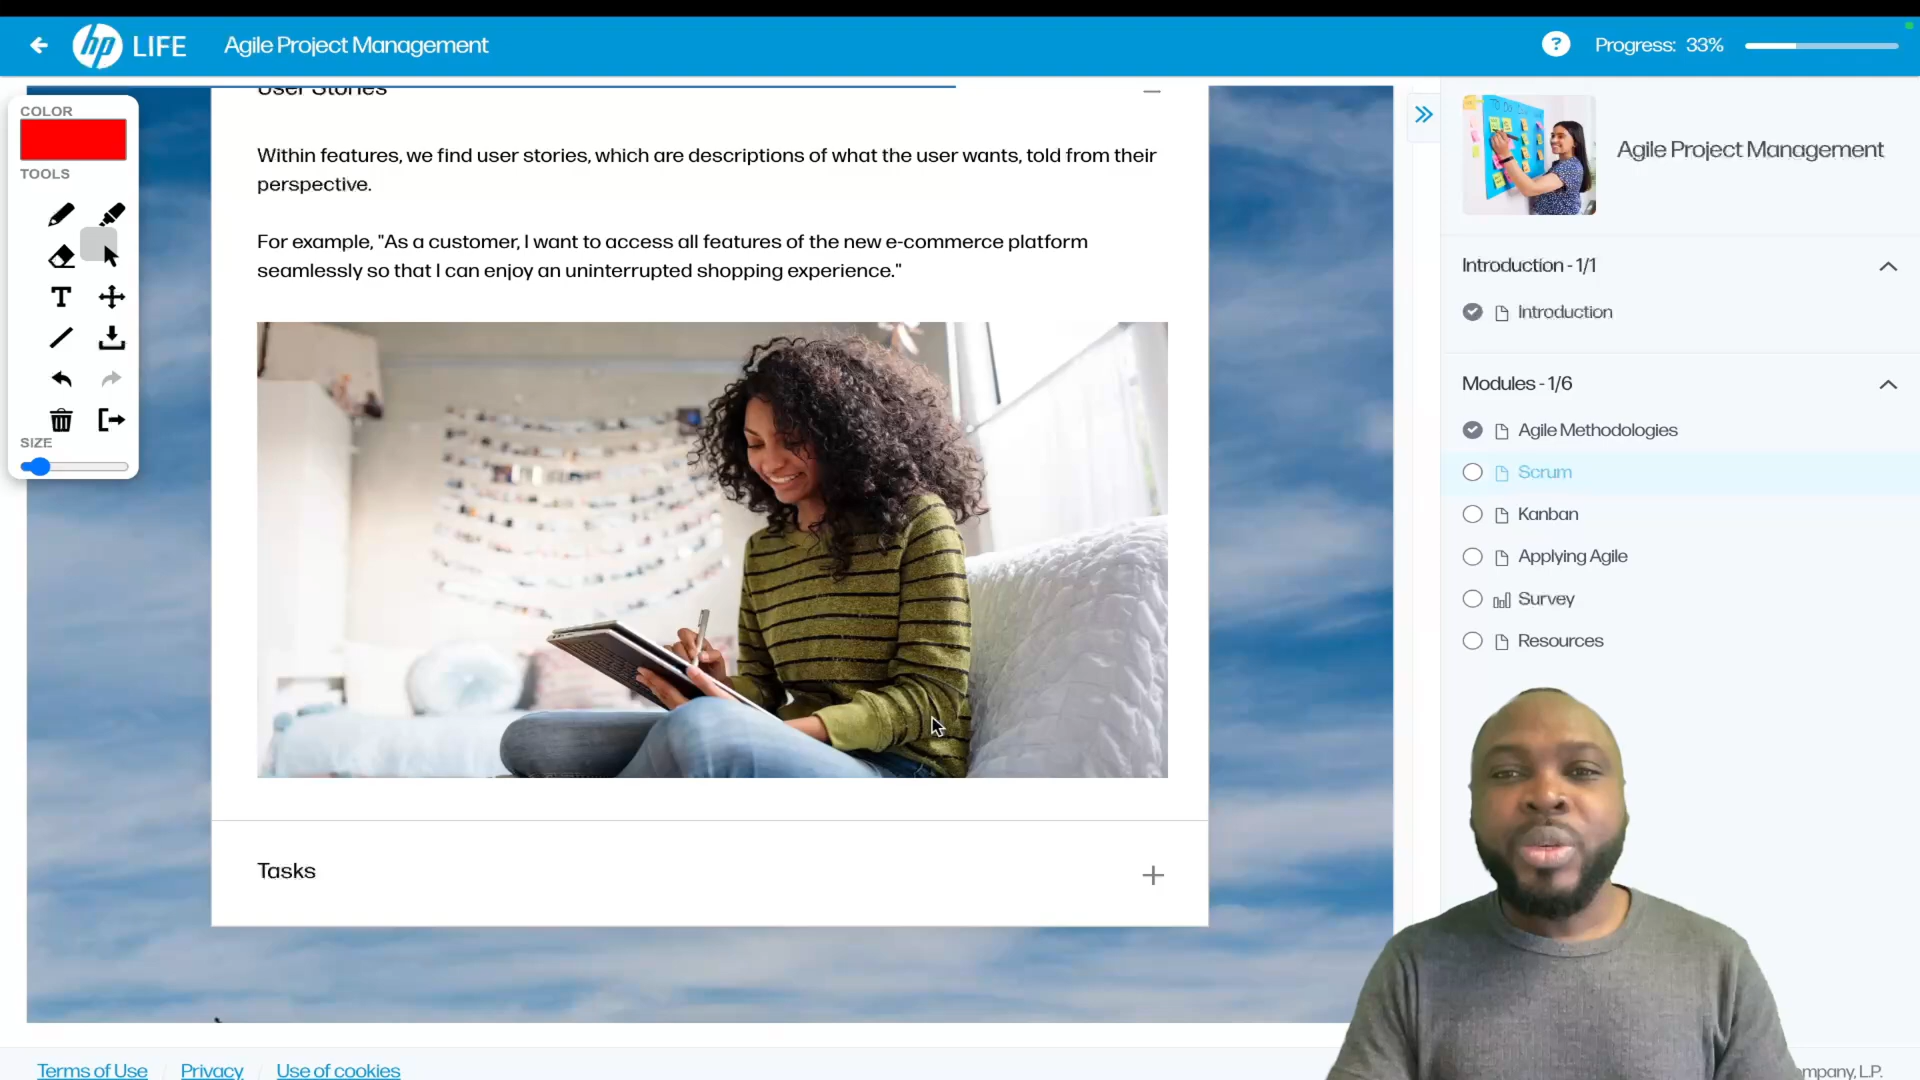 hp LIFE Agile Project Management
? Progress: 33%
COLOR
TOOLS
T
SIZE
User Stories
Within features, we find user stories, which are descriptions of what the user wants, told from their
perspective.
For example, "As a customer, I want to access all features of the new e-commerce platform
seamlessly so that I can enjoy an uninterrupted shopping experience."
Tasks
Agile Project Management
Introduction - 1/1
Introduction
Modules - 1/6
Agile Methodologies
Scrum
Kanban
Applying Agile
Survey
Resources
Terms of Use Privacy Use of cookies
L.P.